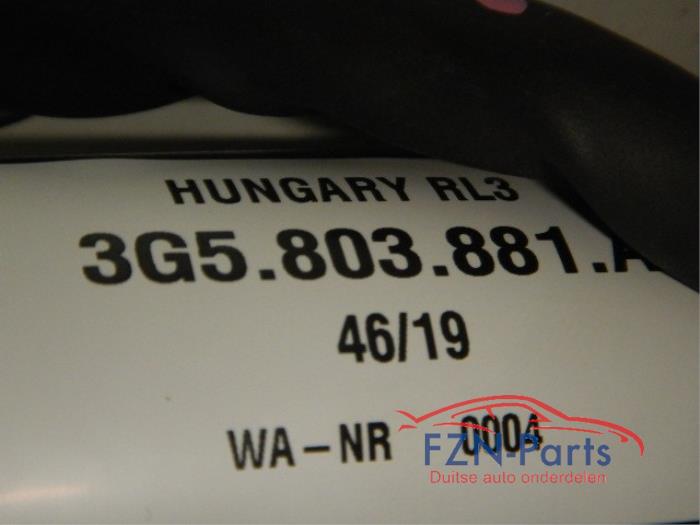 HUNGARY RL3
3G5.803.881.A
46/19
WA-NR 0004
FZN-Parts
Duitse auto onderdelen